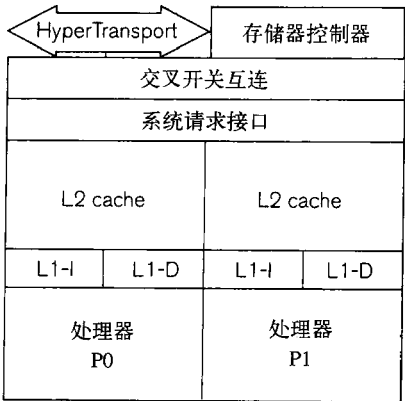 HyperTransport
存储器控制器
交叉开关互连
系统请求接口
L2 cache
L2 cache
L1-I
L1-D
L1-I
L1-D
处理器
P0
处理器
P1